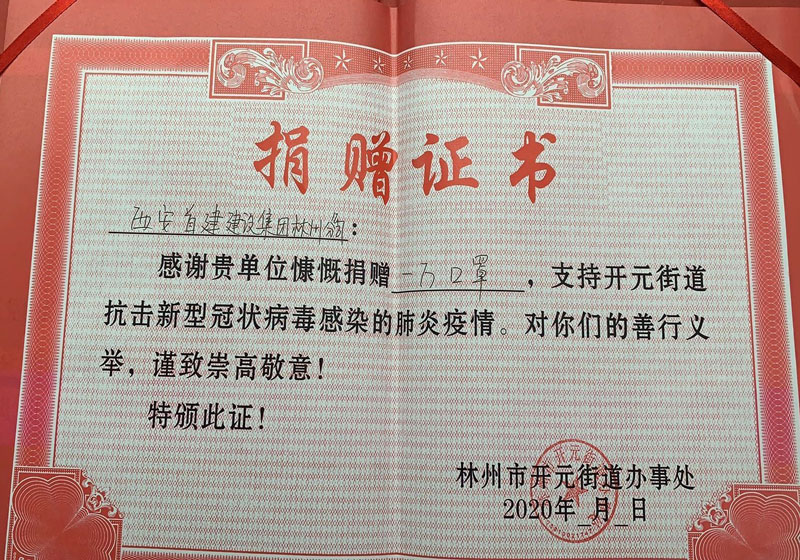 捐赠证书
西安首建建设集团林州分公司：
感谢贵单位慷慨捐赠一万口罩，支持开元街道
抗击新型冠状病毒感染的肺炎疫情。对你们的善行义
举，谨致崇高敬意！
特颁此证！
林州市开元街道办事处
2020年_月_日